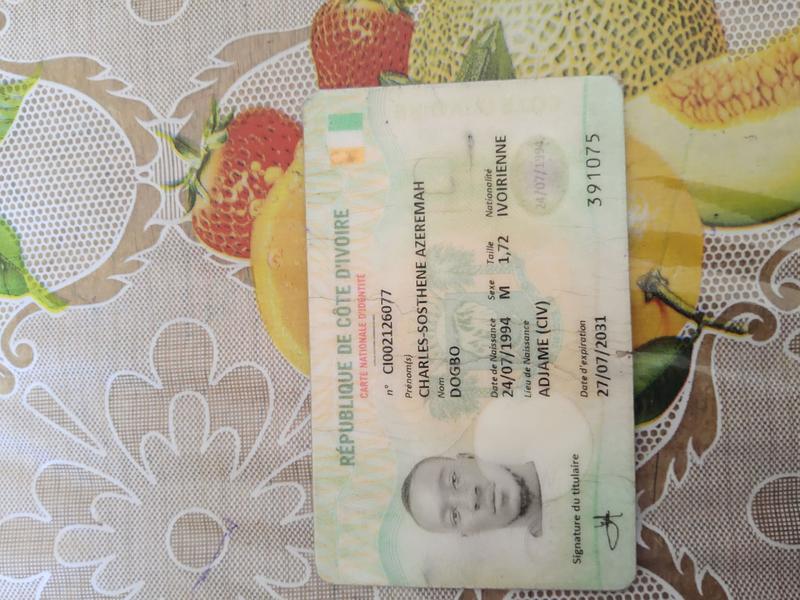 RÉPUBLIQUE DE CÔTE D'IVOIRE
CARTE NATIONALE D'IDENTITÉ
n° CI002126077
Prénom(s)
CHARLES-SOSTHENE AZEREMAH
Nom
DOGBO
Date de Naissance Sexe Taille Nationalité
24/07/1994 M 1,72 IVOIRIENNE
Lieu de Naissance
ADJAME (CIV)
24/07/1994
Date d'expiration
27/07/2031
391075
Signature du titulaire